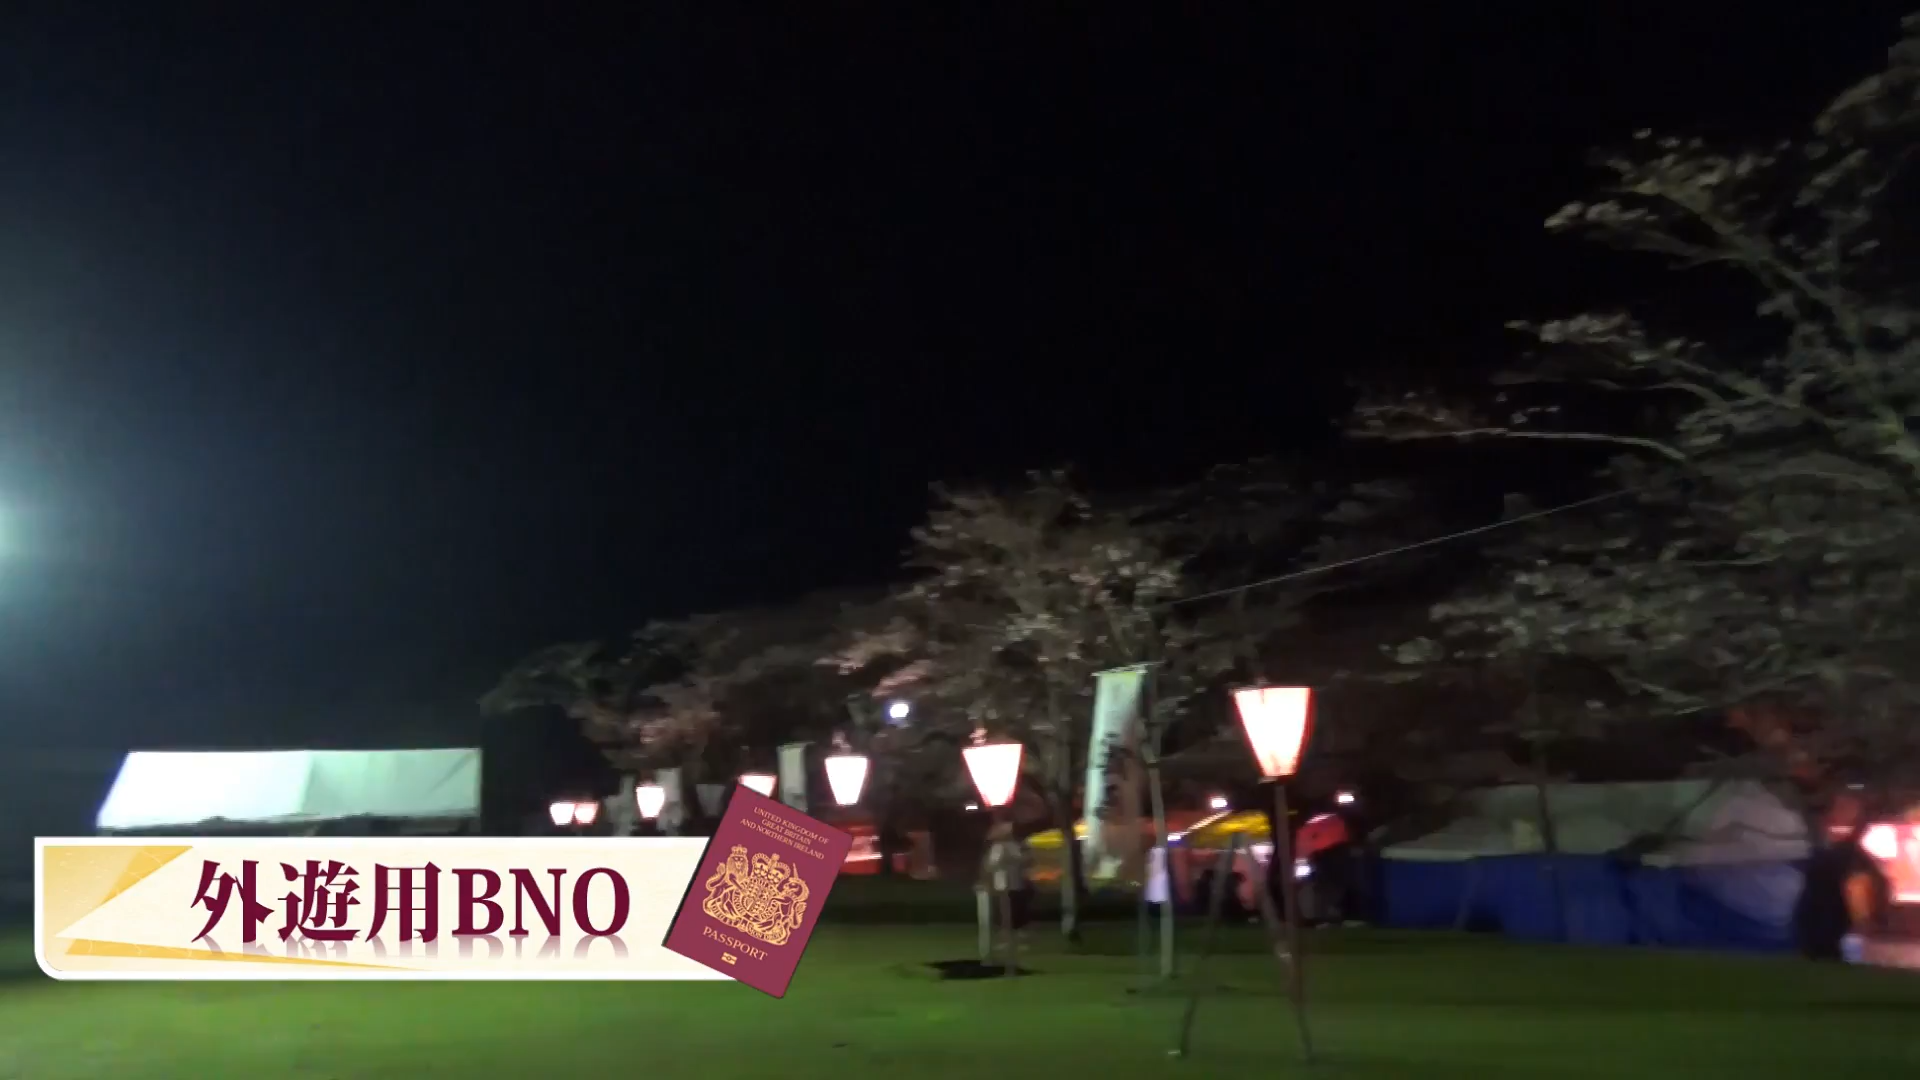 外遊用BNO
UNITED KINGDOM OF
GREAT BRITAIN
AND NORTHERN IRELAND
PASSPORT